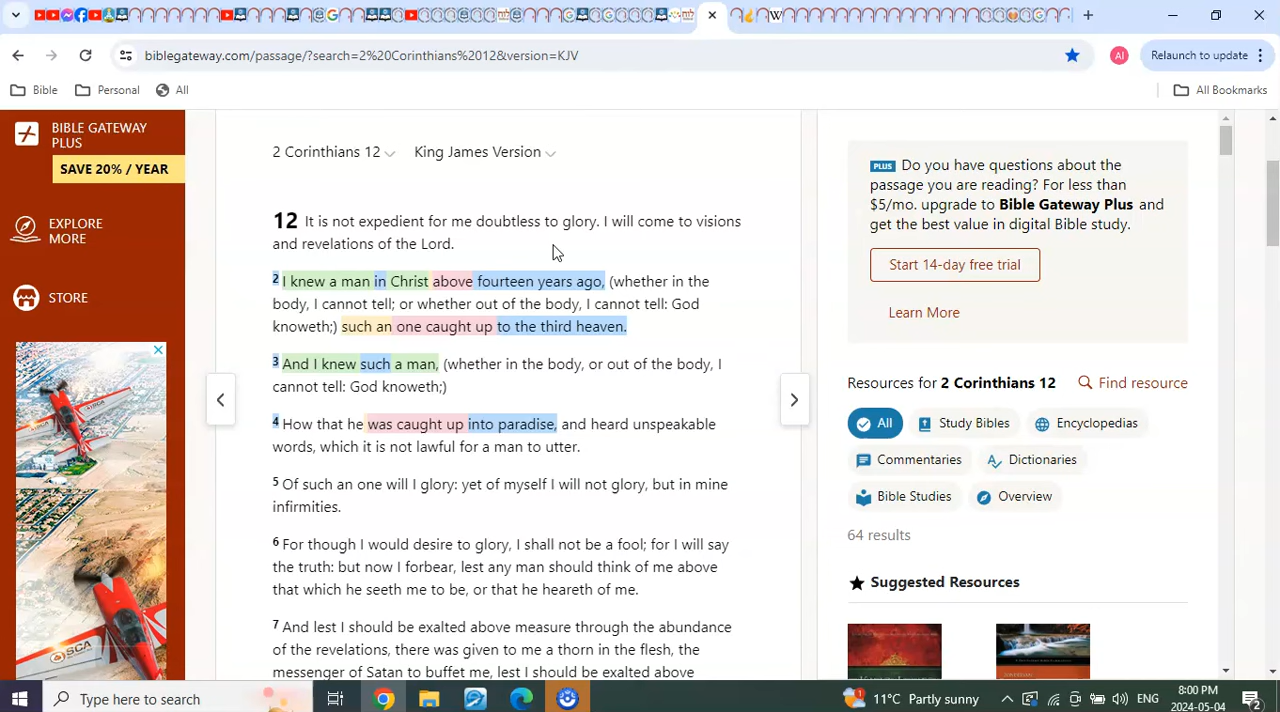 biblegateway.com/passage/?search=2%20Corinthians%2012&version=KJV
AI
Relaunch to update
Bible
Personal
All
All Bookmarks
BIBLE GATEWAY
PLUS
SAVE 20% / YEAR
EXPLORE
MORE
STORE
SCA
2 Corinthians 12
King James Version
12 It is not expedient for me doubtless to glory. I will come to visions
and revelations of the Lord.
2 I knew a man in Christ above fourteen years ago, (whether in the
body, I cannot tell; or whether out of the body, I cannot tell: God
knoweth;) such an one caught up to the third heaven.
3 And I knew such a man, (whether in the body, or out of the body, I
cannot tell: God knoweth;)
4 How that he was caught up into paradise, and heard unspeakable
words, which it is not lawful for a man to utter.
5 Of such an one will I glory: yet of myself I will not glory, but in mine
infirmities.
6 For though I would desire to glory, I shall not be a fool; for I will say
the truth: but now I forbear, lest any man should think of me above
that which he seeth me to be, or that he heareth of me.
7 And lest I should be exalted above measure through the abundance
of the revelations, there was given to me a thorn in the flesh, the
messenger of Satan to buffet me, lest I should be exalted above
PLUS Do you have questions about the
passage you are reading? For less than
$5/mo. upgrade to Bible Gateway Plus and
get the best value in digital Bible study.
Start 14-day free trial
Learn More
Resources for 2 Corinthians 12
Find resource
All
Study Bibles
Encyclopedias
Commentaries
Dictionaries
Bible Studies
Overview
64 results
Suggested Resources
Type here to search
1
11°C Partly sunny
ENG
8:00 PM
2024-05-04
2